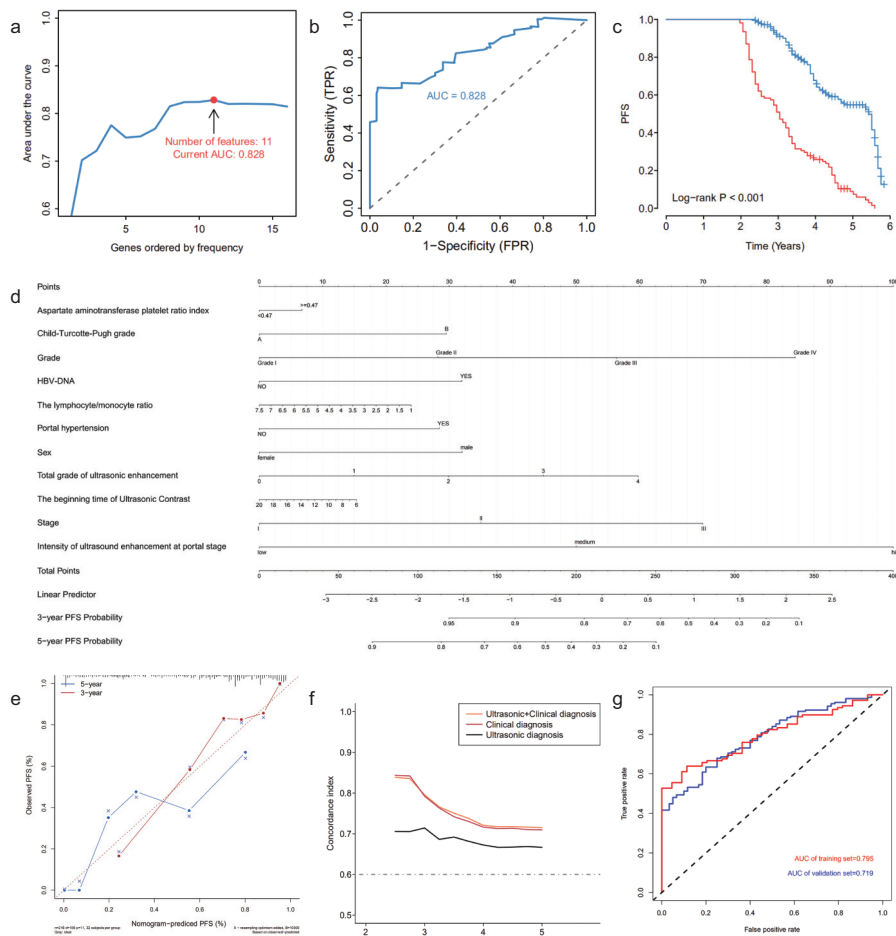 a
Area under the curve
0.9
0.8
0.7
0.6
Number of features: 11
Current AUC: 0.828
5
10
15
Genes ordered by frequency
b
Sensitivity (TPR)
1.0
0.8
0.6
0.4
0.2
0.0
AUC = 0.828
0.0 0.2 0.4 0.6 0.8 1.0
1-Specificity (FPR)
c
PFS
1.0
0.8
0.6
0.4
0.2
0.0
Log-rank P < 0.001
0 1 2 3 4 5 6
Time (Years)
d
Points
0 10 20 30 40 50 60 70 80 90 100
Aspartate aminotransferase platelet ratio index
>=0.47
<0.47
Child-Turcotte-Pugh grade
B
A
Grade
Grade II
Grade IV
Grade I
Grade III
HBV-DNA
YES
NO
The lymphocyte/monocyte ratio
7.5 7 6.5 6 5.5 5 4.5 4 3.5 3 2.5 2 1.5 1
Portal hypertension
YES
NO
Sex
male
female
Total grade of ultrasonic enhancement
1
3
0
2
4
The beginning time of Ultrasonic Contrast
20 18 16 14 12 10 8 6
Stage
II
I
III
Intensity of ultrasound enhancement at portal stage
medium
low
hi
Total Points
0 50 100 150 200 250 300 350 400
Linear Predictor
−3 −2.5 −2 −1.5 −1 −0.5 0 0.5 1 1.5 2 2.5
3−year PFS Probability
0.95 0.9 0.8 0.7 0.6 0.5 0.4 0.3 0.2 0.1
5−year PFS Probability
0.9 0.8 0.7 0.6 0.5 0.4 0.3 0.2 0.1
e
5−year
3−year
Observed PFS (%)
1.0
0.8
0.6
0.4
0.2
0.0
0.0 0.2 0.4 0.6 0.8 1.0
Nomogram-prediced PFS (%)
f
Ultrasonic+Clinical diagnosis
Clinical diagnosis
Ultrasonic diagnosis
Concordance index
1.0
0.9
0.8
0.7
0.6
0.5
2 3 4 5
g
True positive rate
1.0
0.8
0.6
0.4
0.2
0.0
AUC of training set=0.795
AUC of validation set=0.719
0.0 0.2 0.4 0.6 0.8 1.0
False positive rate